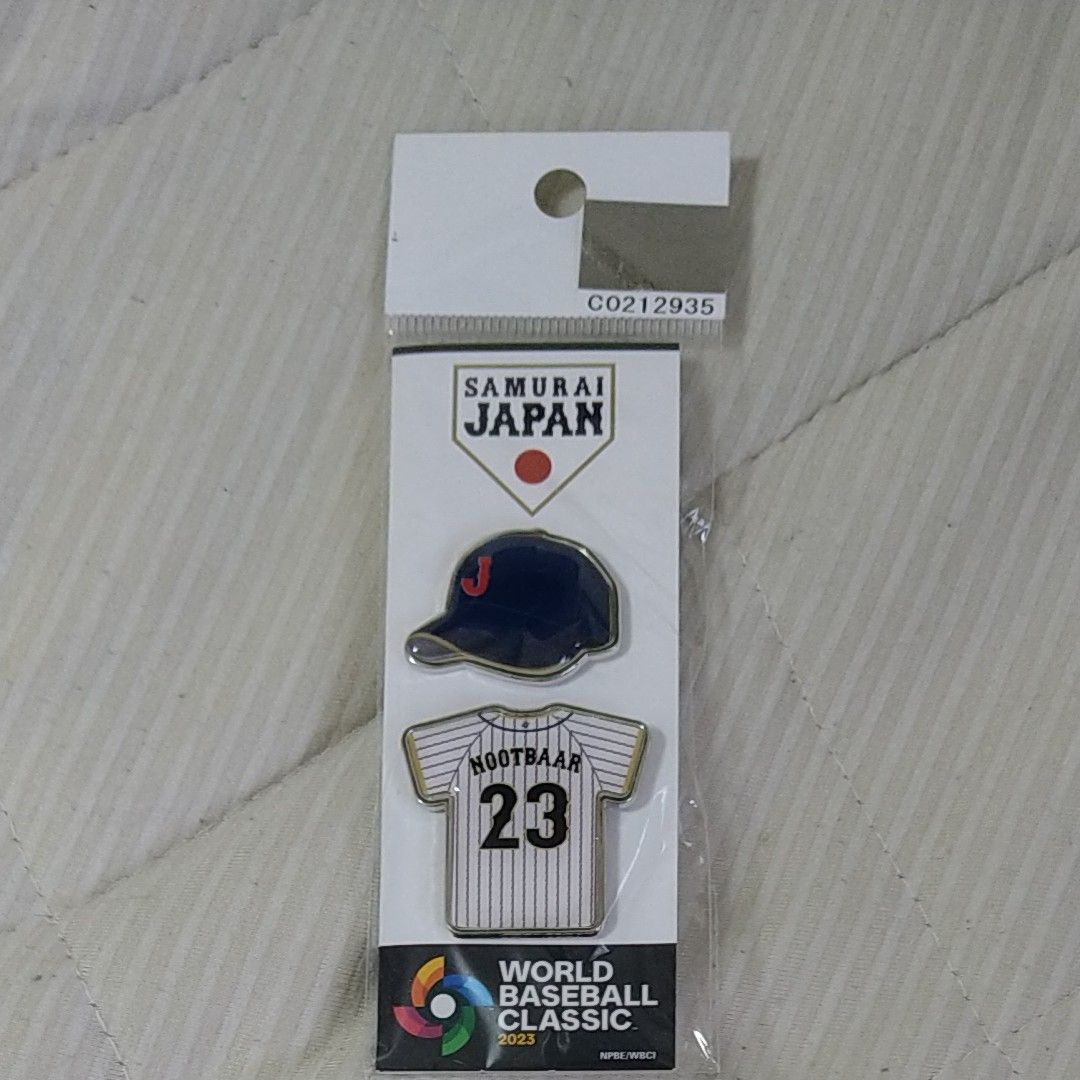 C0212935
SAMURAI
JAPAN
J
NOOTBAAR
23
WORLD
BASEBALL
CLASSIC
2023
NPBE/WBCI